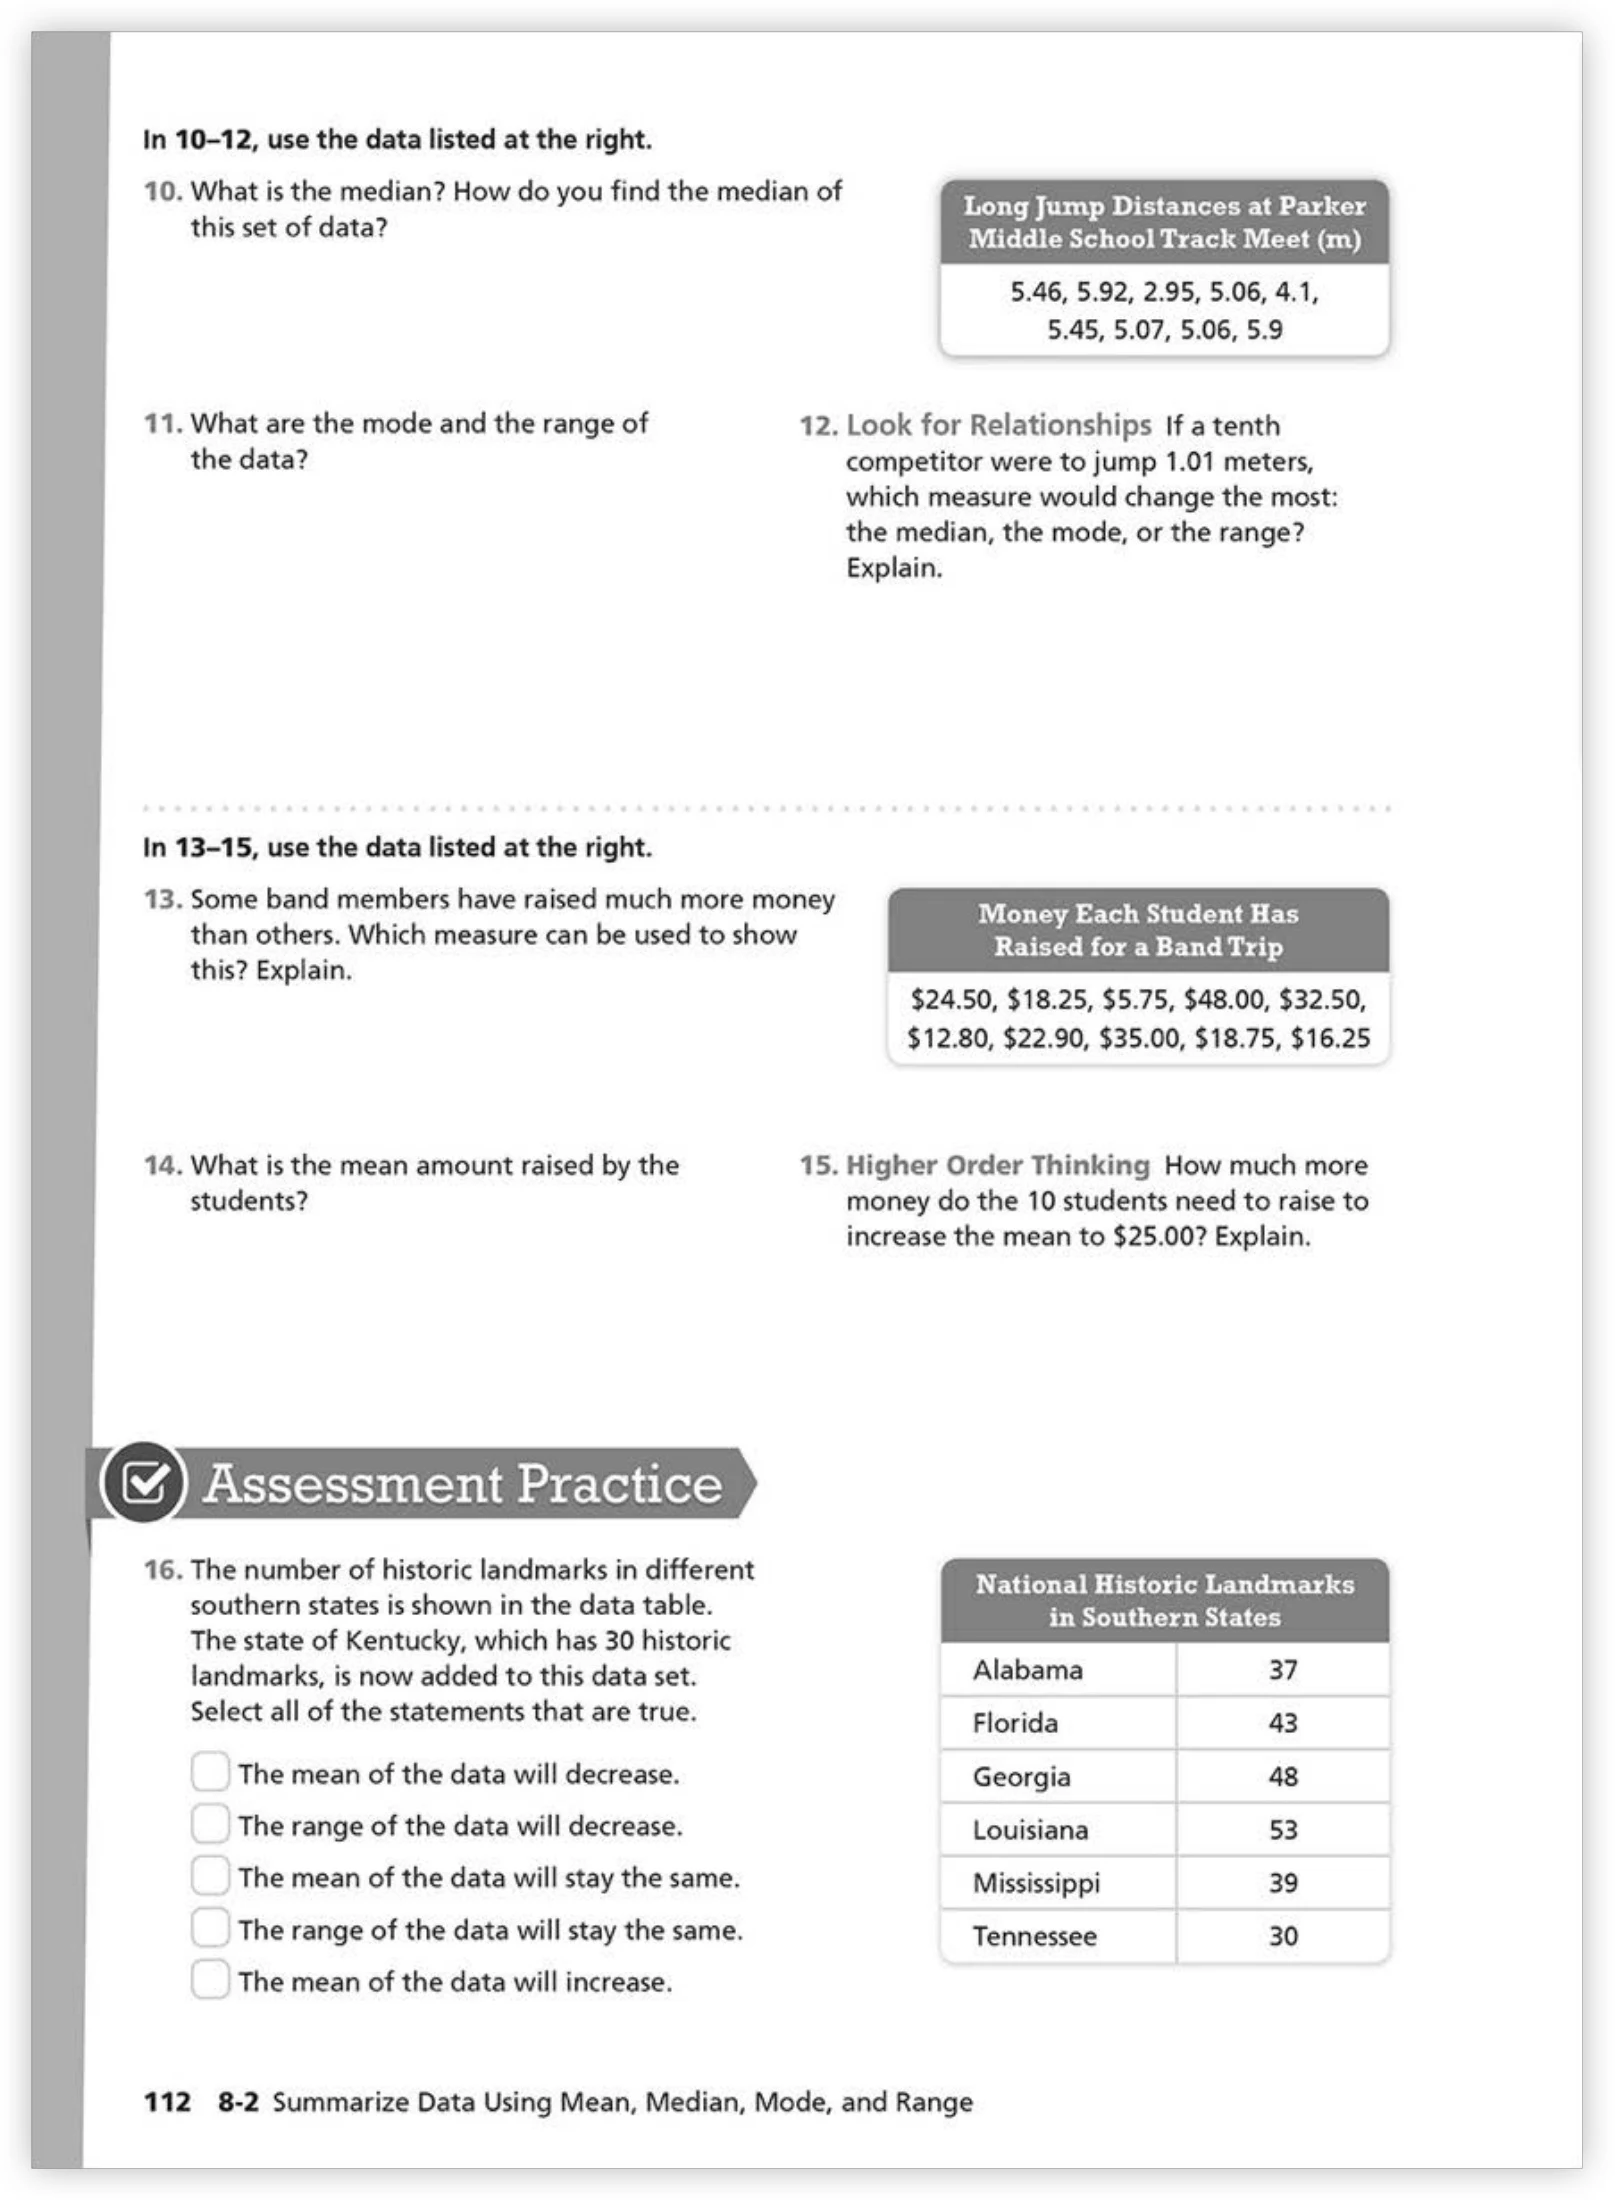 In 10–12, use the data listed at the right.
10. What is the median? How do you find the median of
this set of data?
Long Jump Distances at Parker
Middle School Track Meet (m)
5.46, 5.92, 2.95, 5.06, 4.1,
5.45, 5.07, 5.06, 5.9
11. What are the mode and the range of
the data?
12. Look for Relationships If a tenth
competitor were to jump 1.01 meters,
which measure would change the most:
the median, the mode, or the range?
Explain.
In 13–15, use the data listed at the right.
13. Some band members have raised much more money
than others. Which measure can be used to show
this? Explain.
Money Each Student Has
Raised for a Band Trip
$24.50, $18.25, $5.75, $48.00, $32.50,
$12.80, $22.90, $35.00, $18.75, $16.25
14. What is the mean amount raised by the
students?
15. Higher Order Thinking How much more
money do the 10 students need to raise to
increase the mean to $25.00? Explain.
Assessment Practice
16. The number of historic landmarks in different
southern states is shown in the data table.
The state of Kentucky, which has 30 historic
landmarks, is now added to this data set.
Select all of the statements that are true.
The mean of the data will decrease.
The range of the data will decrease.
The mean of the data will stay the same.
The range of the data will stay the same.
The mean of the data will increase.
National Historic Landmarks
in Southern States
Alabama 37
Florida 43
Georgia 48
Louisiana 53
Mississippi 39
Tennessee 30
112 8-2 Summarize Data Using Mean, Median, Mode, and Range